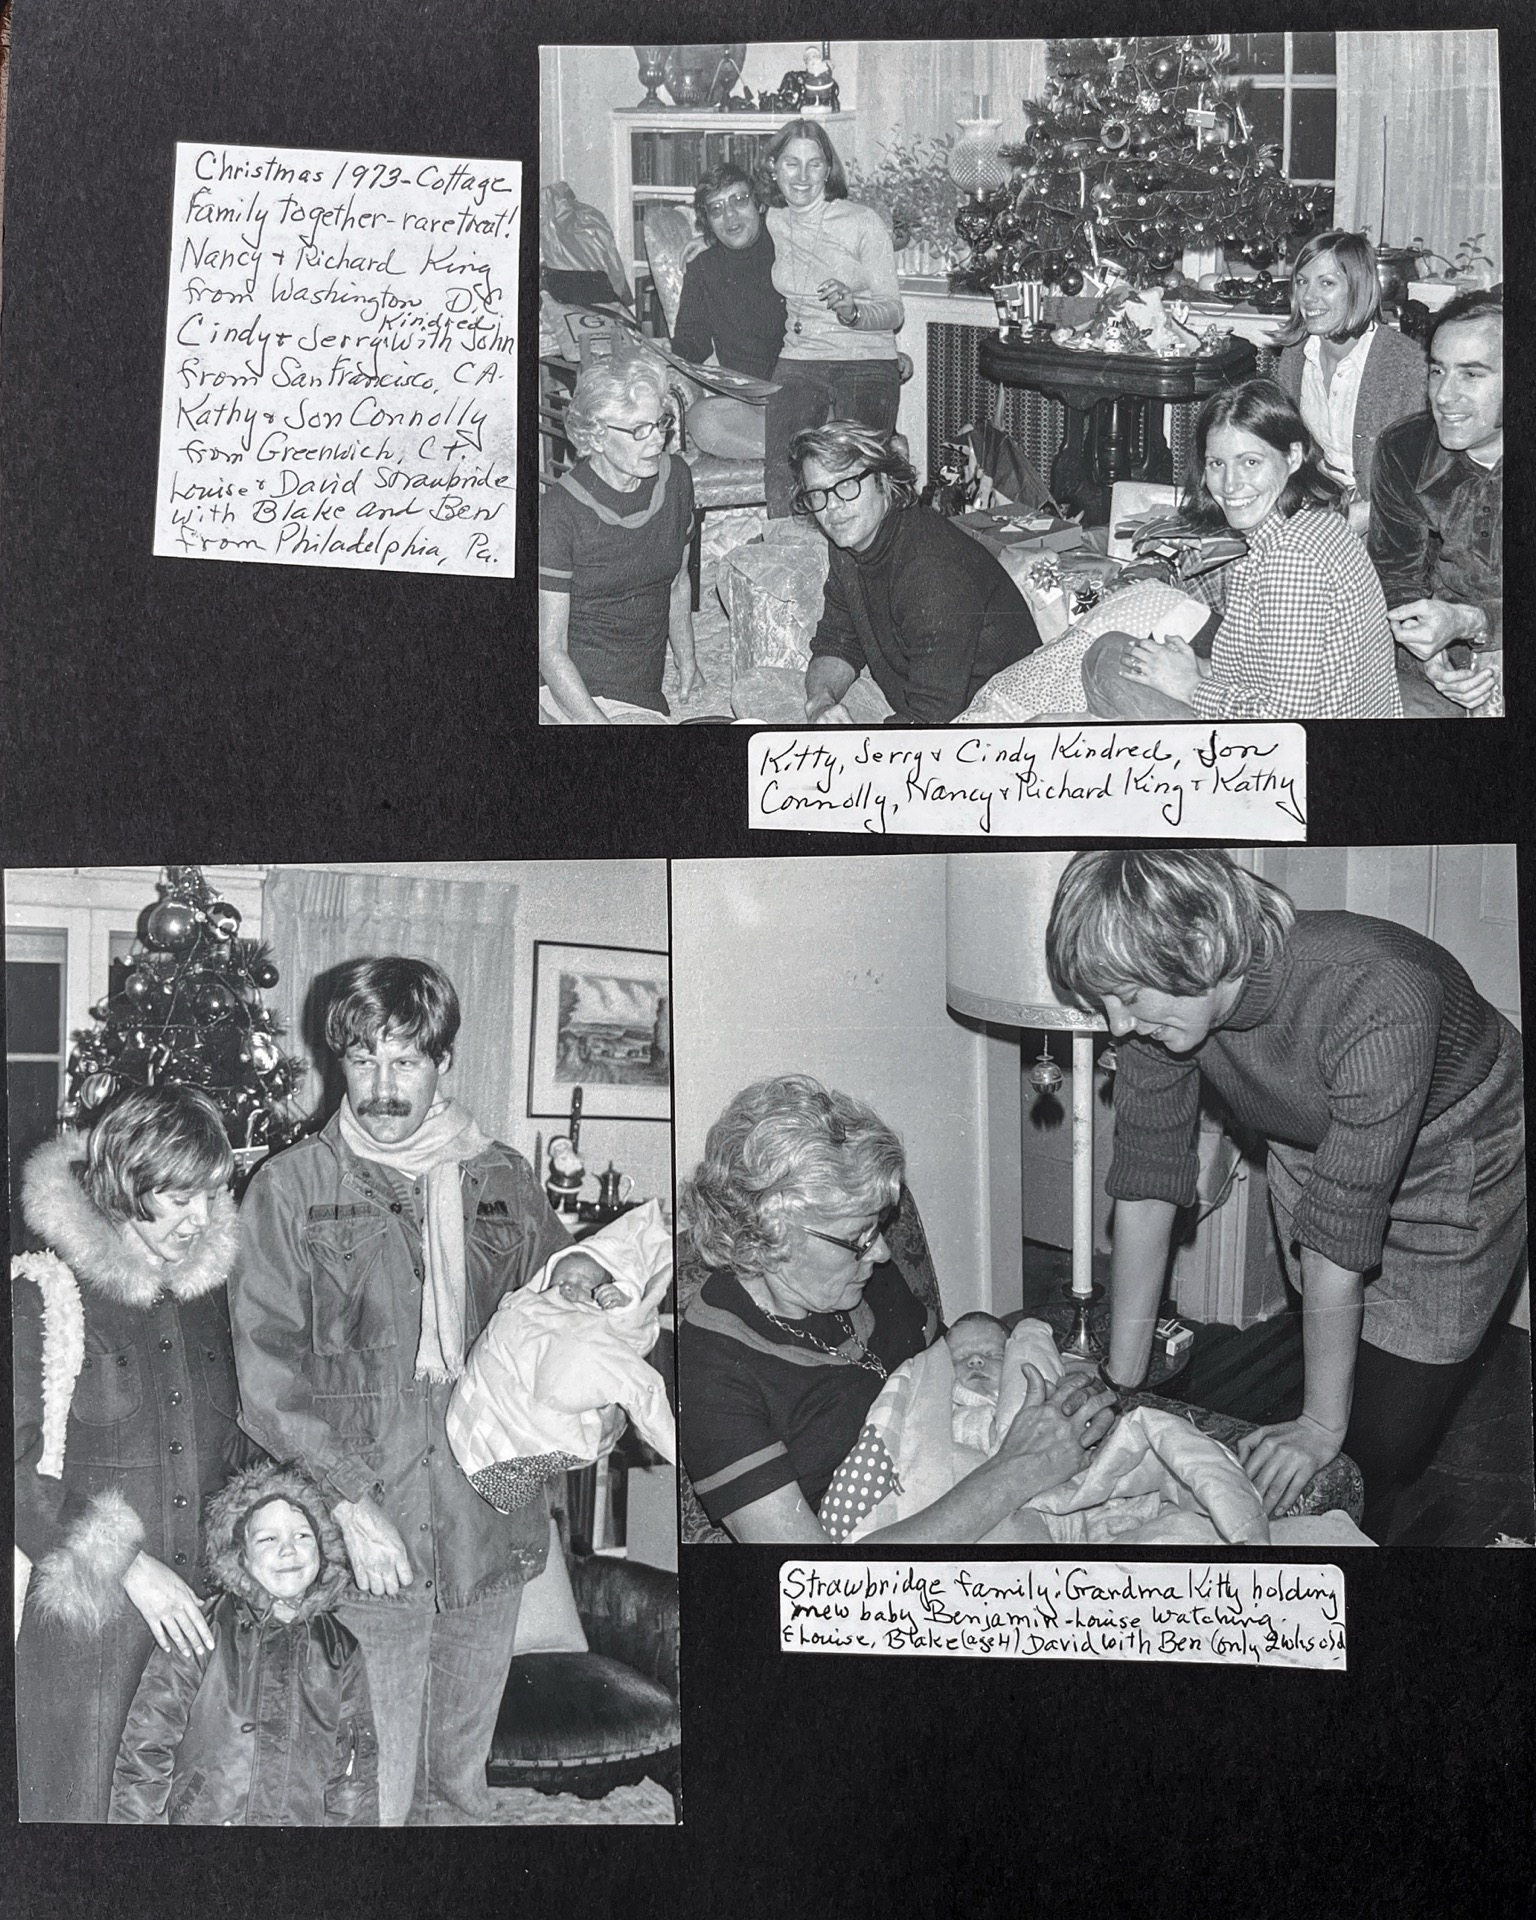 Christmas 1973-Cottage
Family together-rare treat!
Nancy & Richard King
from Washington D.C.
Cindy & Jerry Kindred with John
from San Francisco, CA.
Kathy & Jon Connolly
from Greenwich, CT.
Louise & David Strawbride
with Blake and Ben
from Philadelphia, Pa.
Kitty, Jerry & Cindy Kindred, Jon
Connolly, Nancy & Richard King & Kathy
Strawbridge family: Grandma Kitty holding
new baby Benjamin-Louise watching.
& Louise, Blake (age 4) David with Ben (only 2 wks old)